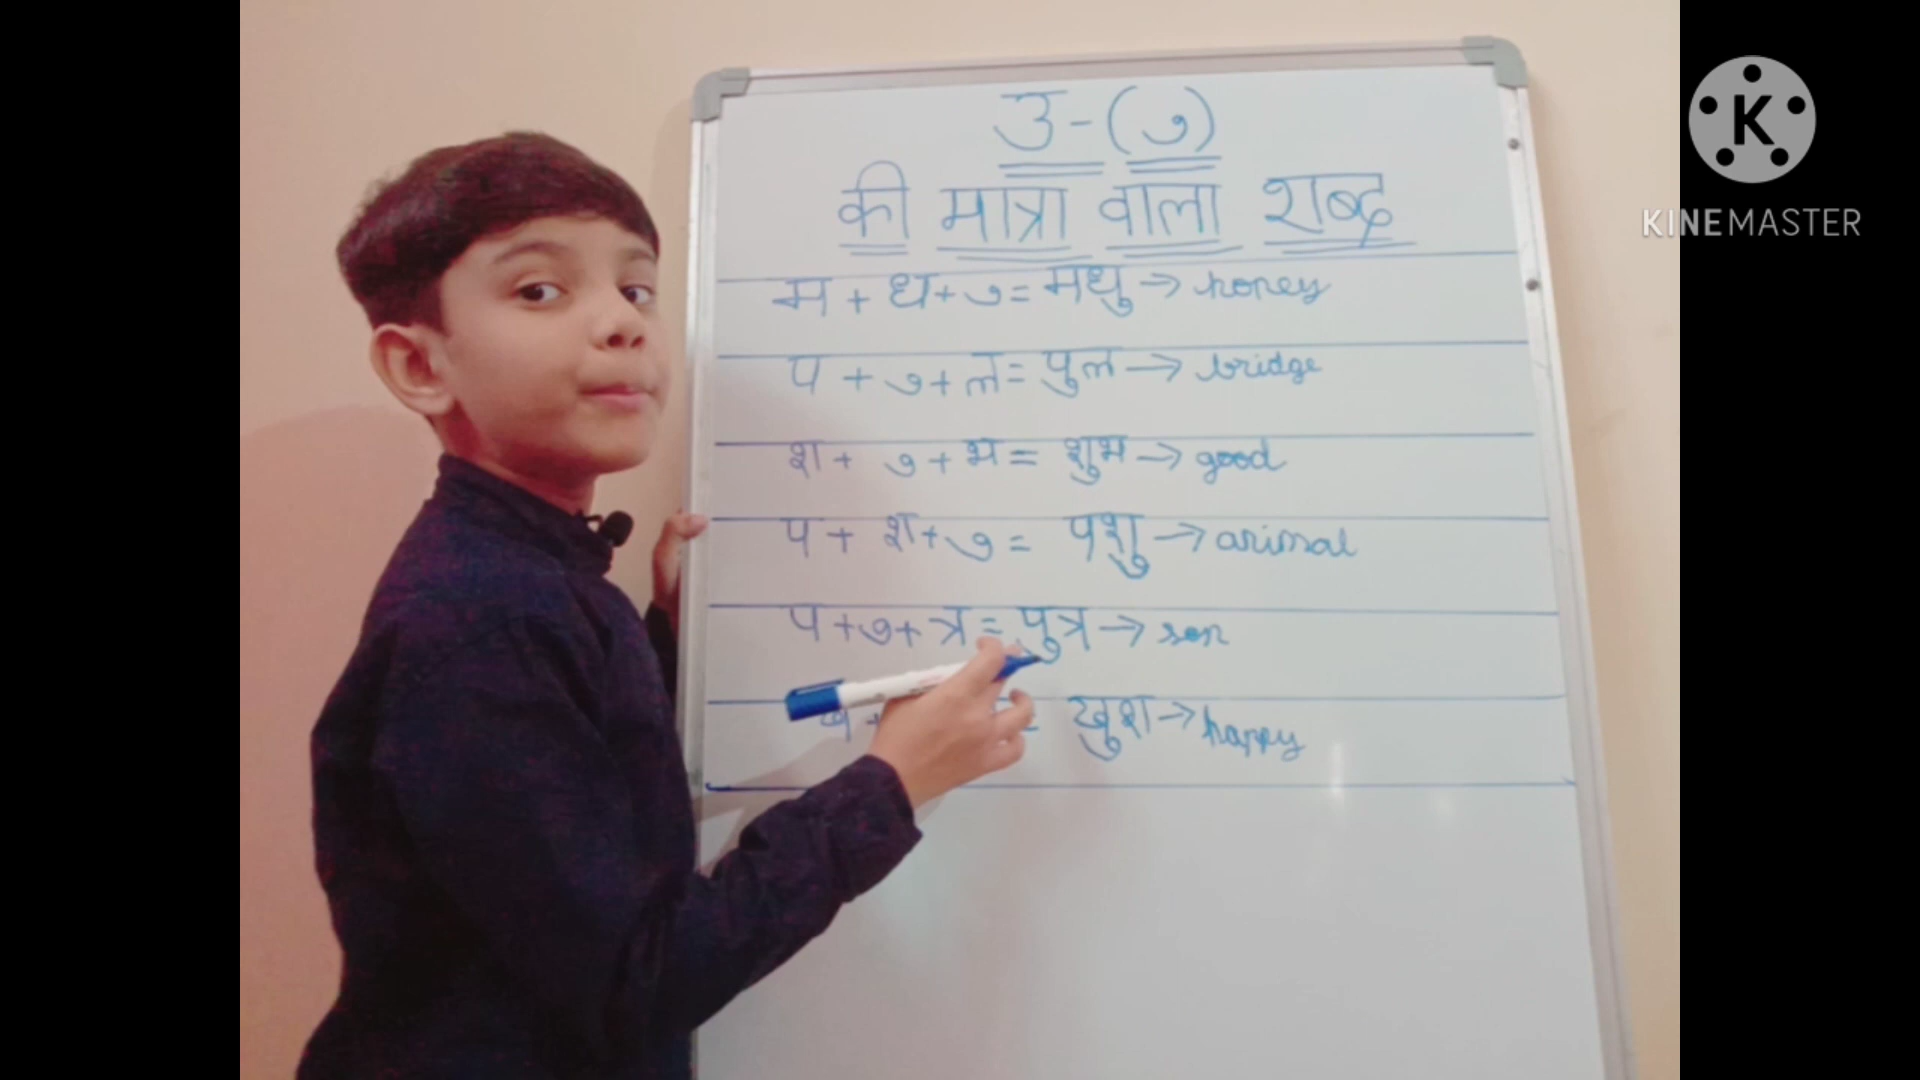 उ-(ु)
की मात्रा वाला शब्द
म + ध + ु = मधु → honey
प + ु + ल = पुल → bridge
श + ु + भ = शुभ → good
प + श + ु = पशु → animal
प + ु + त्र = पुत्र → son
ख + = खुश → happy
K
KINEMASTER